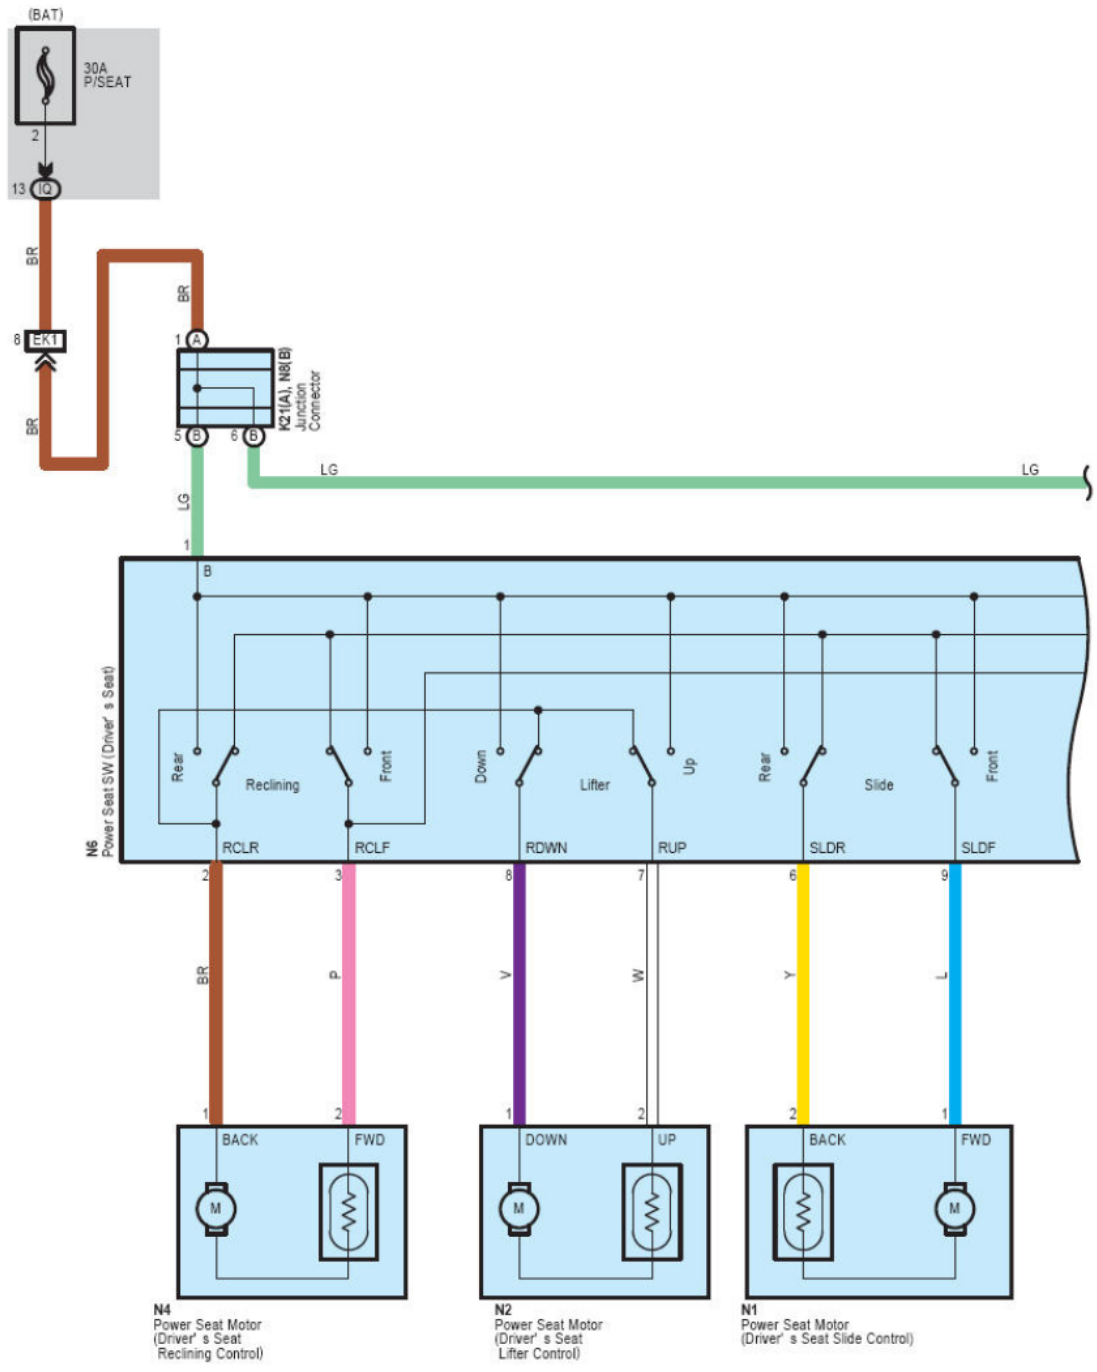 (BAT)
30A
P/SEAT
2
13 IQ
BR
BR
8 EK1
1 A
BR
K21(A), N8(B)
Junction
Connector
5 B
6 B
LG
LG
LG
1
B
N6
Power Seat SW (Driver' s Seat)
Rear
Reclining
Front
Down
Lifter
Up
Rear
Slide
Front
RCLR
RCLF
RDWN
RUP
SLDR
SLDF
2
3
8
7
6
9
BR
P
V
W
Y
L
1
2
1
2
2
1
BACK
FWD
DOWN
UP
BACK
FWD
M
M
M
N4
Power Seat Motor
(Driver' s Seat
Reclining Control)
N2
Power Seat Motor
(Driver' s Seat
Lifter Control)
N1
Power Seat Motor
(Driver' s Seat Slide Control)